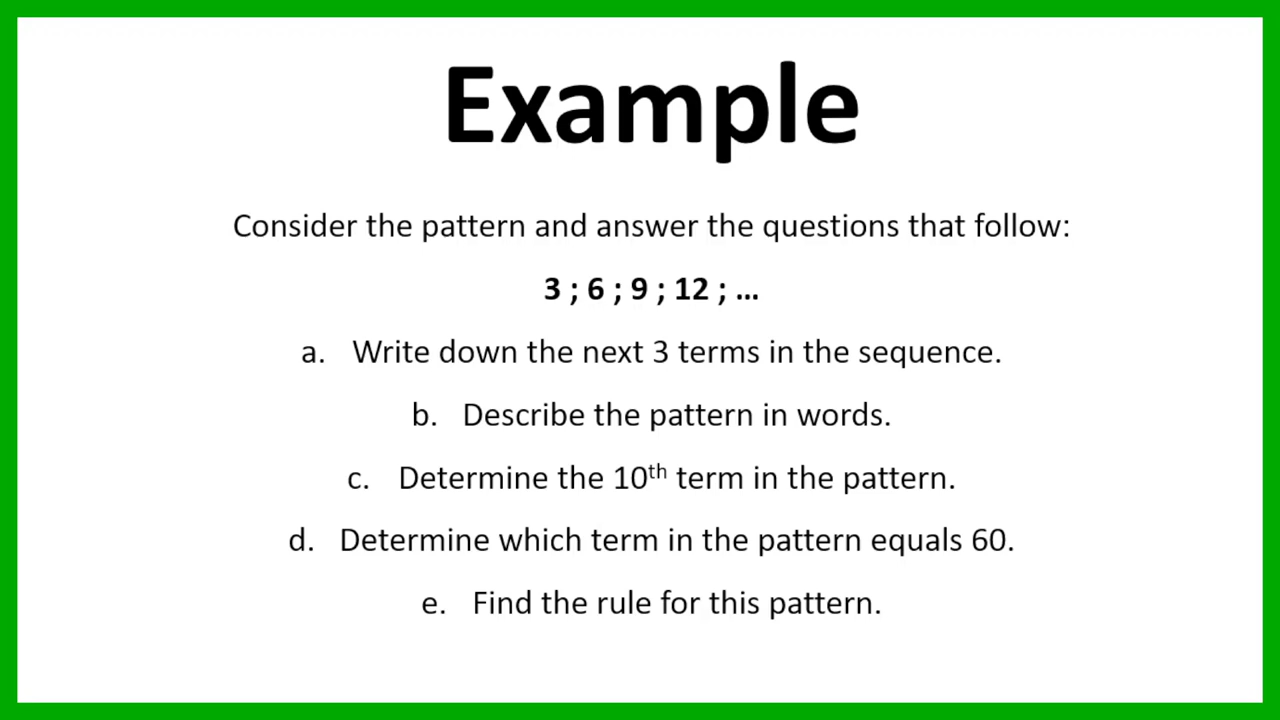 Example
Consider the pattern and answer the questions that follow:
3 ; 6 ; 9 ; 12 ; ...
a. Write down the next 3 terms in the sequence.
b. Describe the pattern in words.
c. Determine the 10th term in the pattern.
d. Determine which term in the pattern equals 60.
e. Find the rule for this pattern.